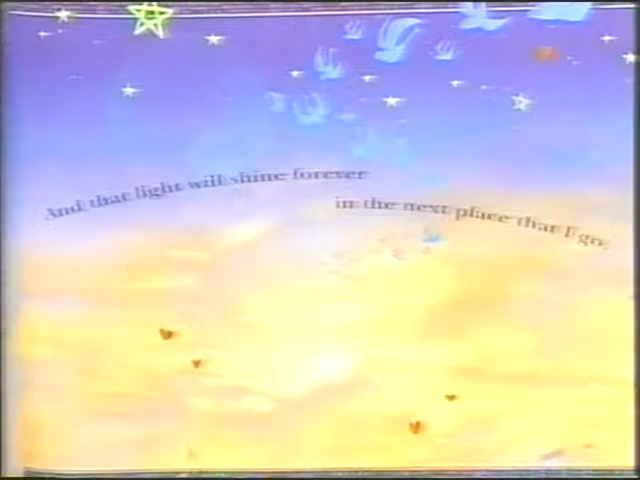 And that light will shine forever
in the next place that I go.